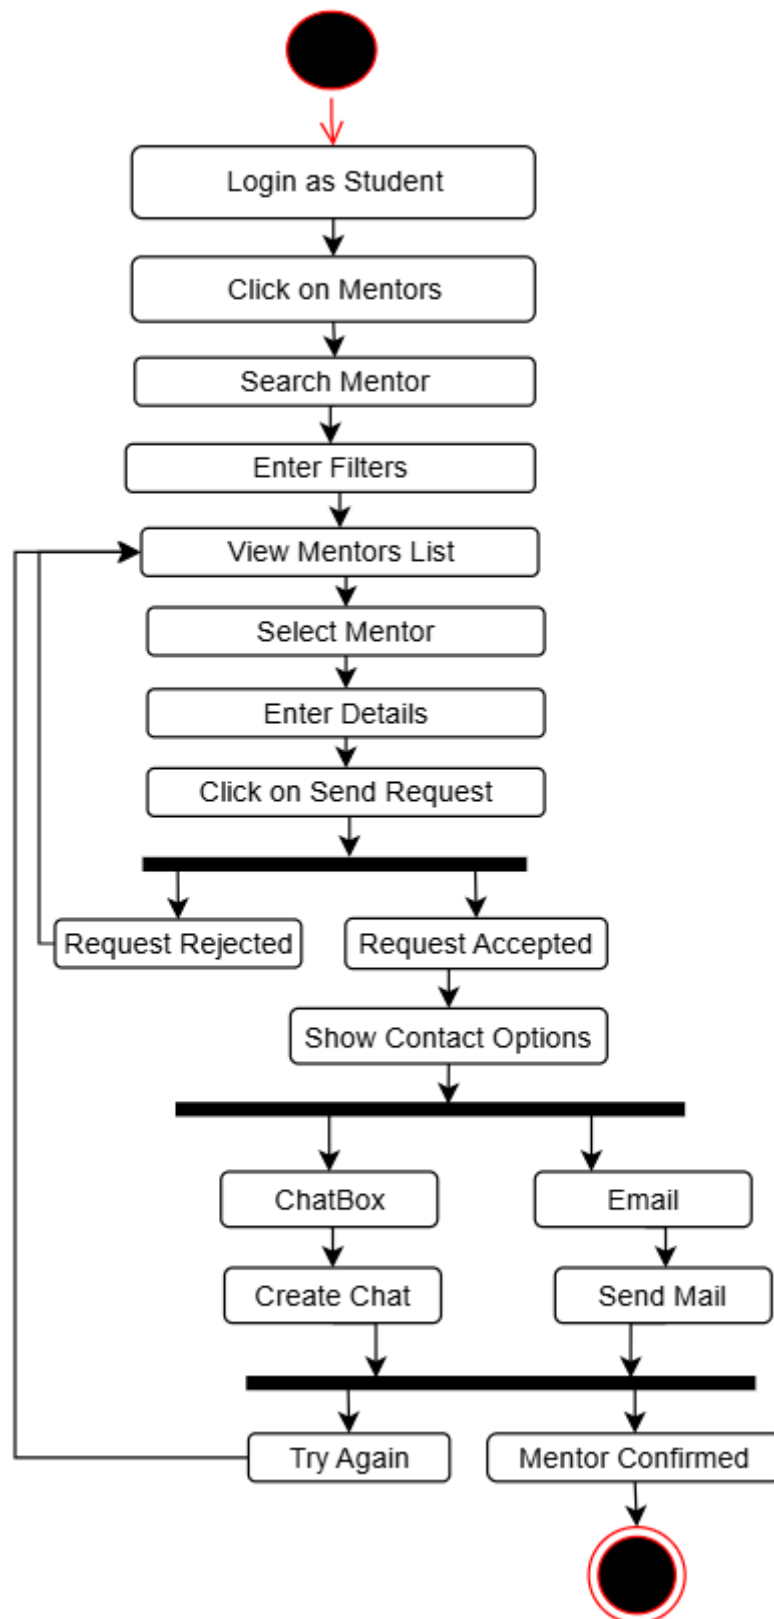 Login as Student
Click on Mentors
Search Mentor
Enter Filters
View Mentors List
Select Mentor
Enter Details
Click on Send Request
Request Rejected
Request Accepted
Show Contact Options
ChatBox
Email
Create Chat
Send Mail
Try Again
Mentor Confirmed